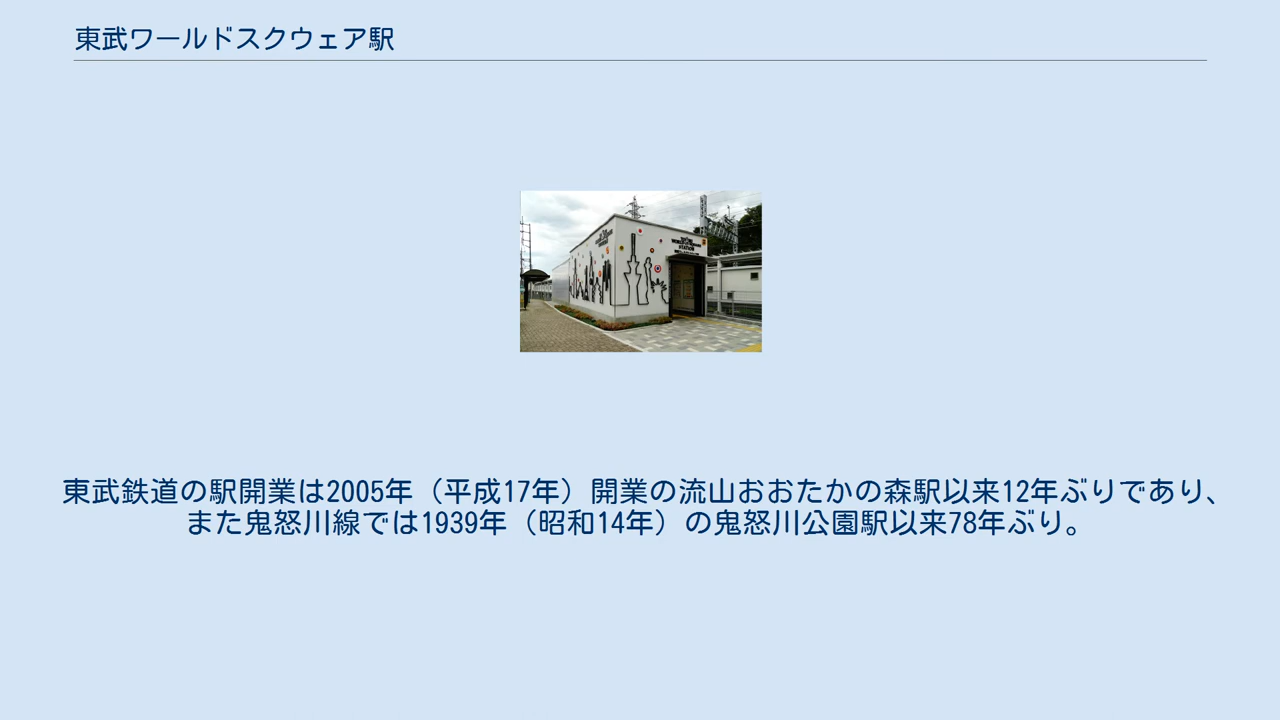 東武ワールドスクウェア駅
STATION
東武鉄道の駅開業は2005年（平成17年）開業の流山おおたかの森駅以来12年ぶりであり、
また鬼怒川線では1939年（昭和14年）の鬼怒川公園駅以来78年ぶり。